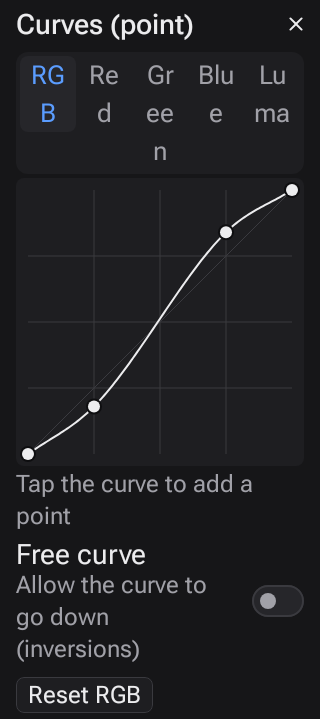 Curves (point)
RG Re Gr Blu Lu
B d ee e ma
n
Tap the curve to add a
point
Free curve
Allow the curve to
go down
(inversions)
Reset RGB